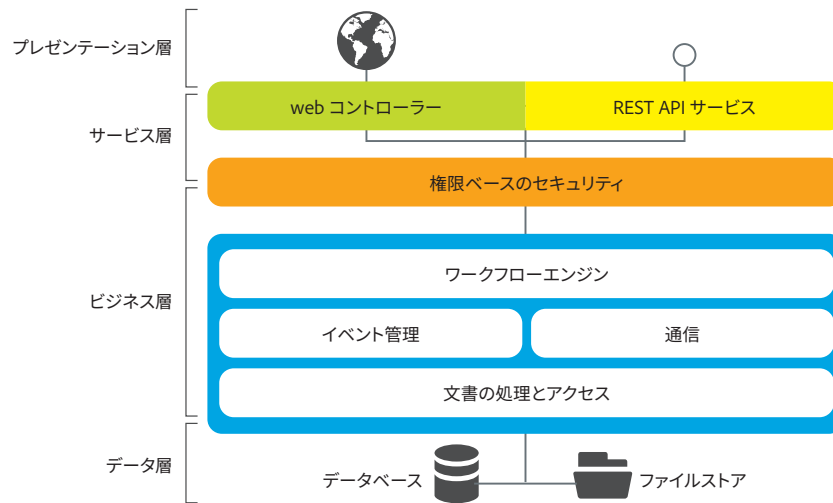 プレゼンテーション層
web コントローラー
REST API サービス
サービス層
権限ベースのセキュリティ
ワークフローエンジン
ビジネス層
イベント管理
通信
文書の処理とアクセス
データ層
データベース
ファイルストア